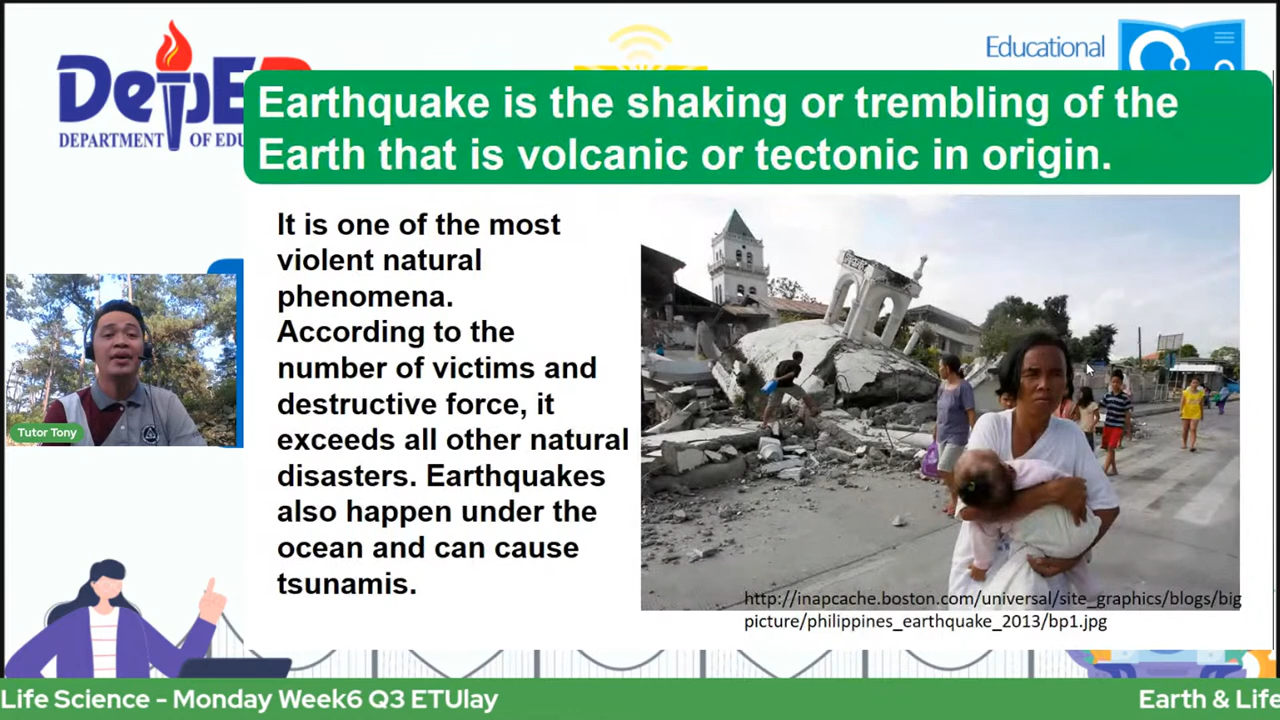 Educational
DepE
DEPARTMENT OF EDU
Earthquake is the shaking or trembling of the
Earth that is volcanic or tectonic in origin.
It is one of the most
violent natural
phenomena.
According to the
number of victims and
destructive force, it
exceeds all other natural
disasters. Earthquakes
also happen under the
ocean and can cause
tsunamis.
Tutor Tony
http://inapcache.boston.com/universal/site_graphics/blogs/big
picture/philippines_earthquake_2013/bp1.jpg
Life Science - Monday Week6 Q3 ETUlay
Earth & Life